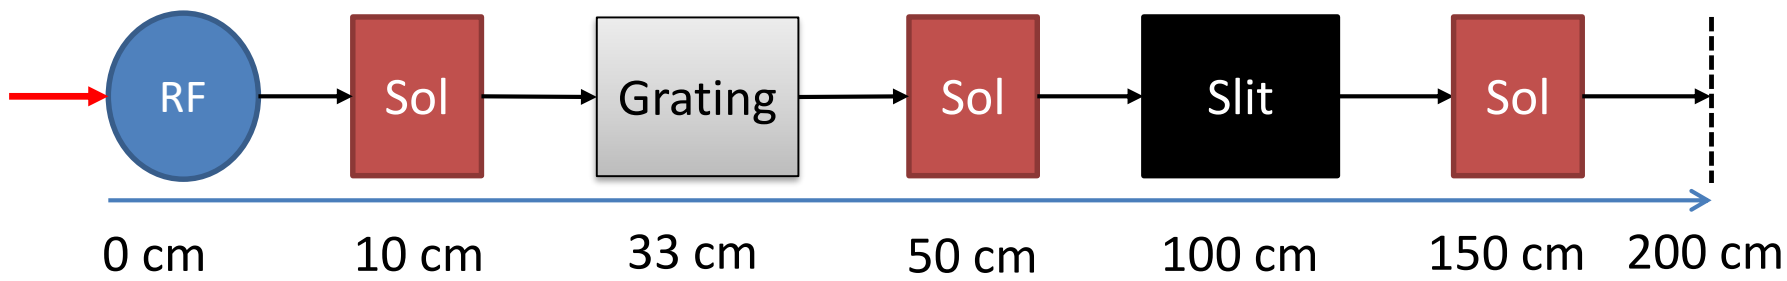 RF
Sol
Grating
Sol
Slit
Sol
0 cm
10 cm
33 cm
50 cm
100 cm
150 cm
200 cm